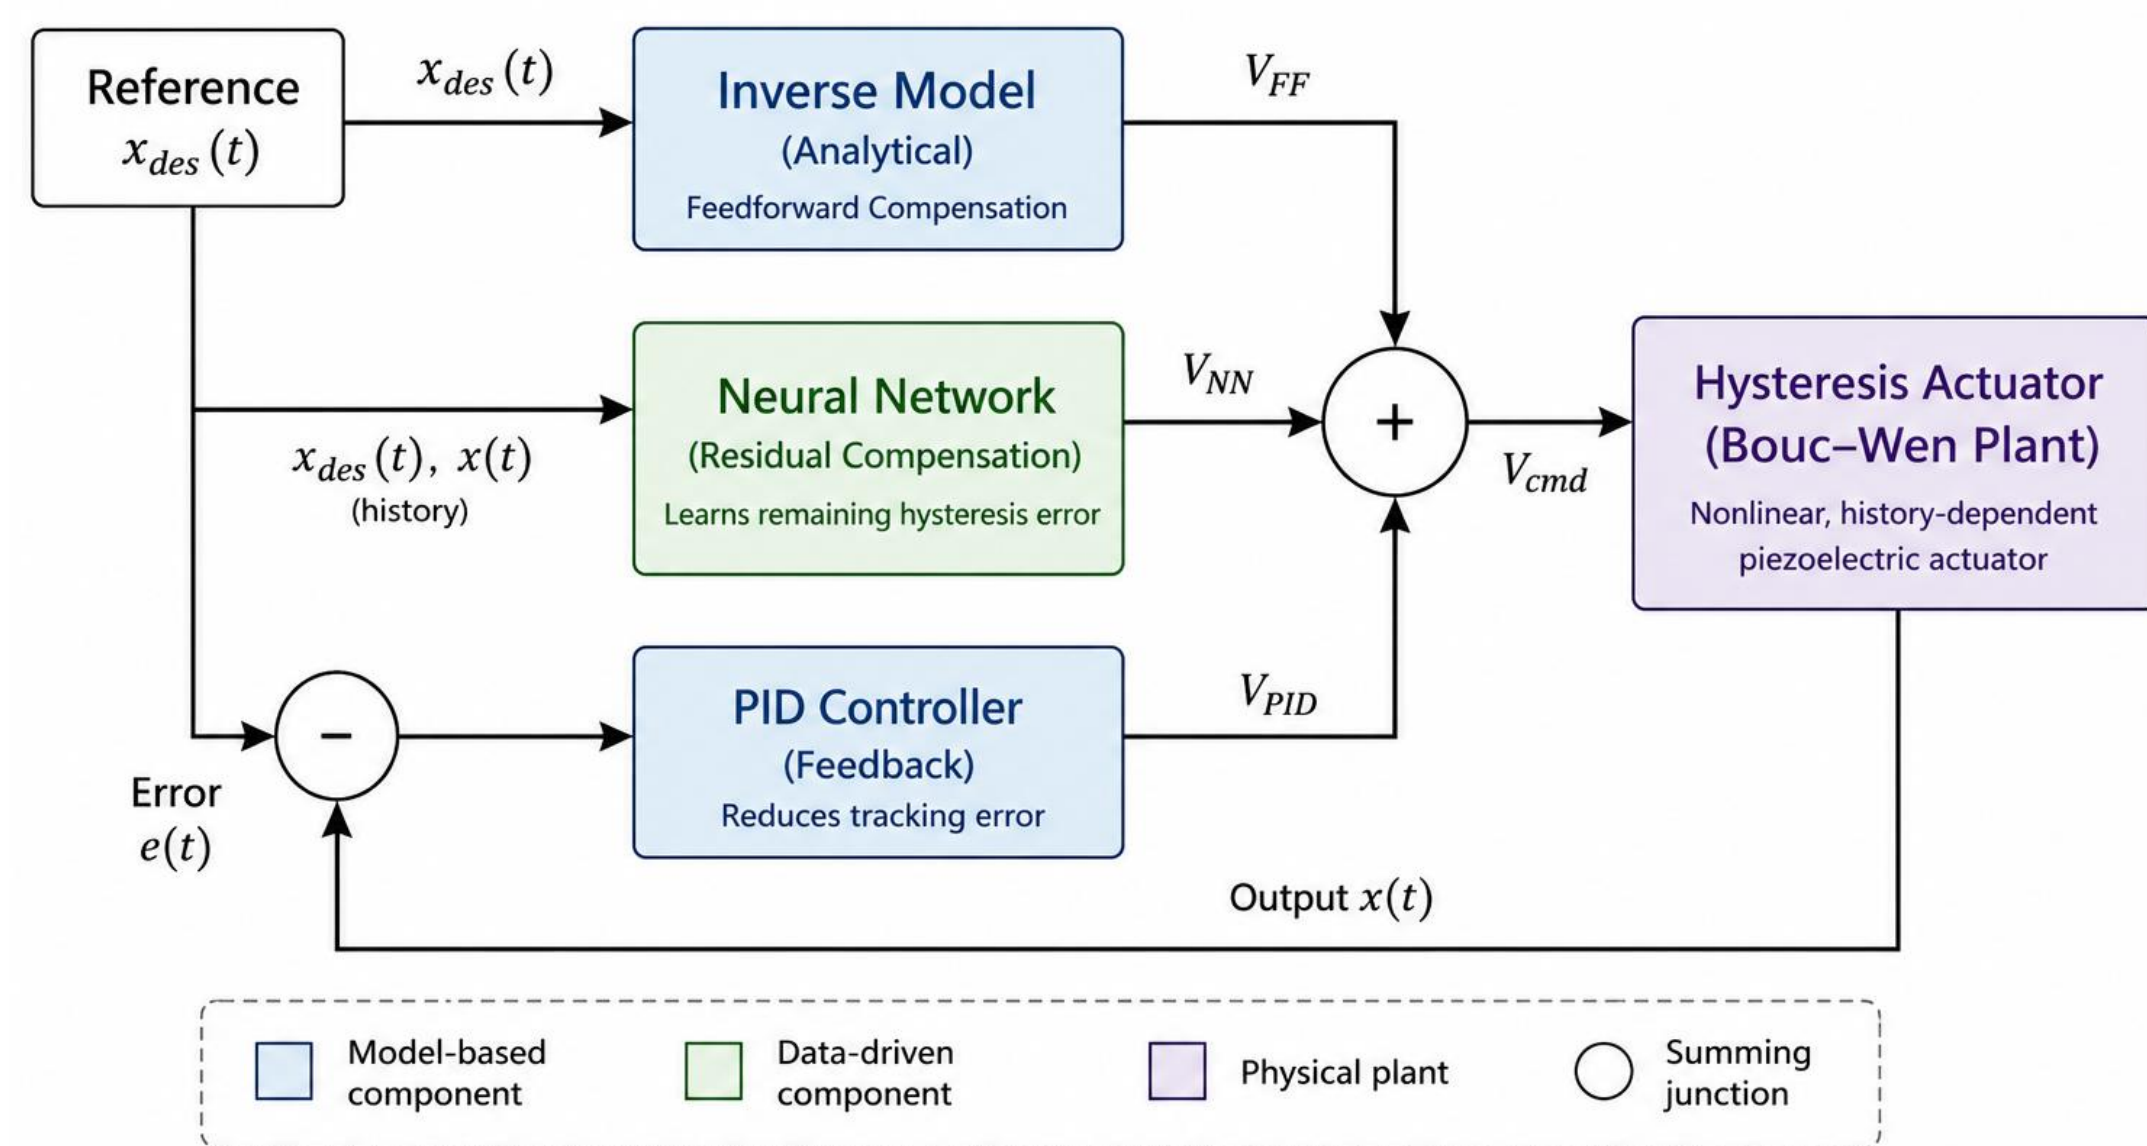 Reference
x_des (t)
x_des (t)
Inverse Model
(Analytical)
Feedforward Compensation
V_FF
x_des (t), x(t)
(history)
Neural Network
(Residual Compensation)
Learns remaining hysteresis error
V_NN
+
V_cmd
Hysteresis Actuator
(Bouc–Wen Plant)
Nonlinear, history-dependent
piezoelectric actuator
Error
e(t)
−
PID Controller
(Feedback)
Reduces tracking error
V_PID
Output x(t)
Model-based
component
Data-driven
component
Physical plant
Summing
junction